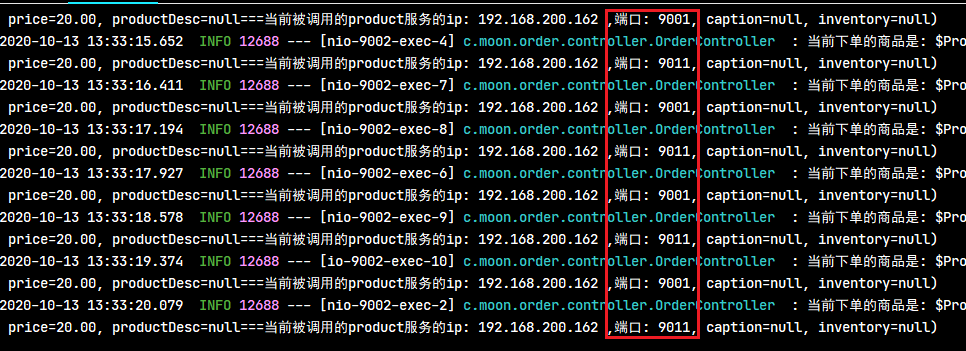 price=20.00, productDesc=null===当前被调用的product服务的ip: 192.168.200.162 ,端口: 9001, caption=null, inventory=null)
2020-10-13 13:33:15.652  INFO 12688 --- [nio-9002-exec-4] c.moon.order.controller.OrderController  : 当前下单的商品是: $Pro
price=20.00, productDesc=null===当前被调用的product服务的ip: 192.168.200.162 ,端口: 9011, caption=null, inventory=null)
2020-10-13 13:33:16.411  INFO 12688 --- [nio-9002-exec-7] c.moon.order.controller.OrderController  : 当前下单的商品是: $Pro
price=20.00, productDesc=null===当前被调用的product服务的ip: 192.168.200.162 ,端口: 9001, caption=null, inventory=null)
2020-10-13 13:33:17.194  INFO 12688 --- [nio-9002-exec-8] c.moon.order.controller.OrderController  : 当前下单的商品是: $Pro
price=20.00, productDesc=null===当前被调用的product服务的ip: 192.168.200.162 ,端口: 9011, caption=null, inventory=null)
2020-10-13 13:33:17.927  INFO 12688 --- [nio-9002-exec-6] c.moon.order.controller.OrderController  : 当前下单的商品是: $Pro
price=20.00, productDesc=null===当前被调用的product服务的ip: 192.168.200.162 ,端口: 9001, caption=null, inventory=null)
2020-10-13 13:33:18.578  INFO 12688 --- [nio-9002-exec-9] c.moon.order.controller.OrderController  : 当前下单的商品是: $Pro
price=20.00, productDesc=null===当前被调用的product服务的ip: 192.168.200.162 ,端口: 9011, caption=null, inventory=null)
2020-10-13 13:33:19.374  INFO 12688 --- [io-9002-exec-10] c.moon.order.controller.OrderController  : 当前下单的商品是: $Pro
price=20.00, productDesc=null===当前被调用的product服务的ip: 192.168.200.162 ,端口: 9001, caption=null, inventory=null)
2020-10-13 13:33:20.079  INFO 12688 --- [nio-9002-exec-2] c.moon.order.controller.OrderController  : 当前下单的商品是: $Pro
price=20.00, productDesc=null===当前被调用的product服务的ip: 192.168.200.162 ,端口: 9011, caption=null, inventory=null)